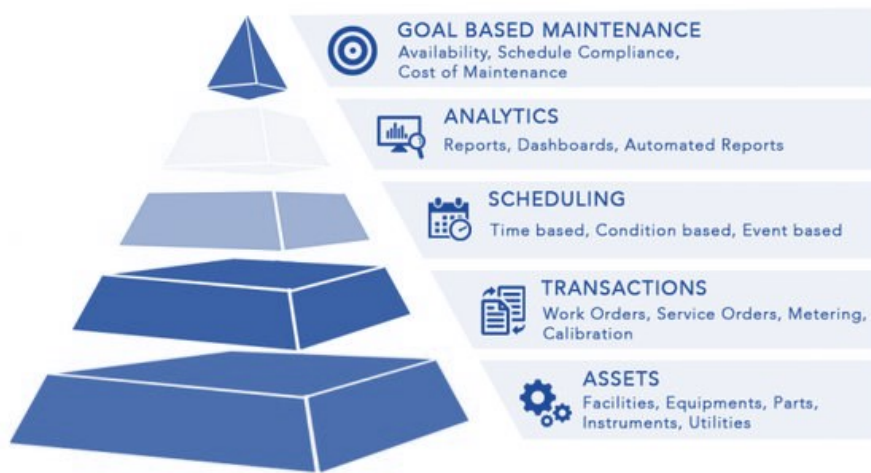 GOAL BASED MAINTENANCE
Availability, Schedule Compliance,
Cost of Maintenance
ANALYTICS
Reports, Dashboards, Automated Reports
SCHEDULING
Time based, Condition based, Event based
TRANSACTIONS
Work Orders, Service Orders, Metering,
Calibration
ASSETS
Facilities, Equipments, Parts,
Instruments, Utilities